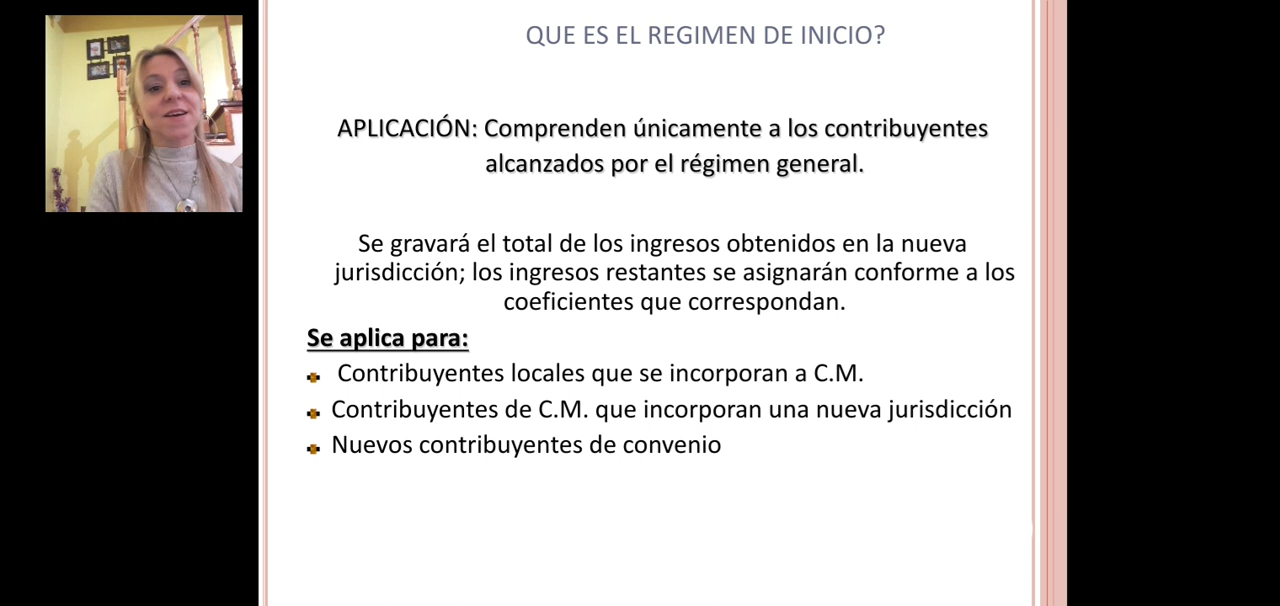 QUE ES EL REGIMEN DE INICIO?
APLICACIÓN: Comprenden únicamente a los contribuyentes
alcanzados por el régimen general.
Se gravará el total de los ingresos obtenidos en la nueva
jurisdicción; los ingresos restantes se asignarán conforme a los
coeficientes que correspondan.
Se aplica para:
Contribuyentes locales que se incorporan a C.M.
Contribuyentes de C.M. que incorporan una nueva jurisdicción
Nuevos contribuyentes de convenio